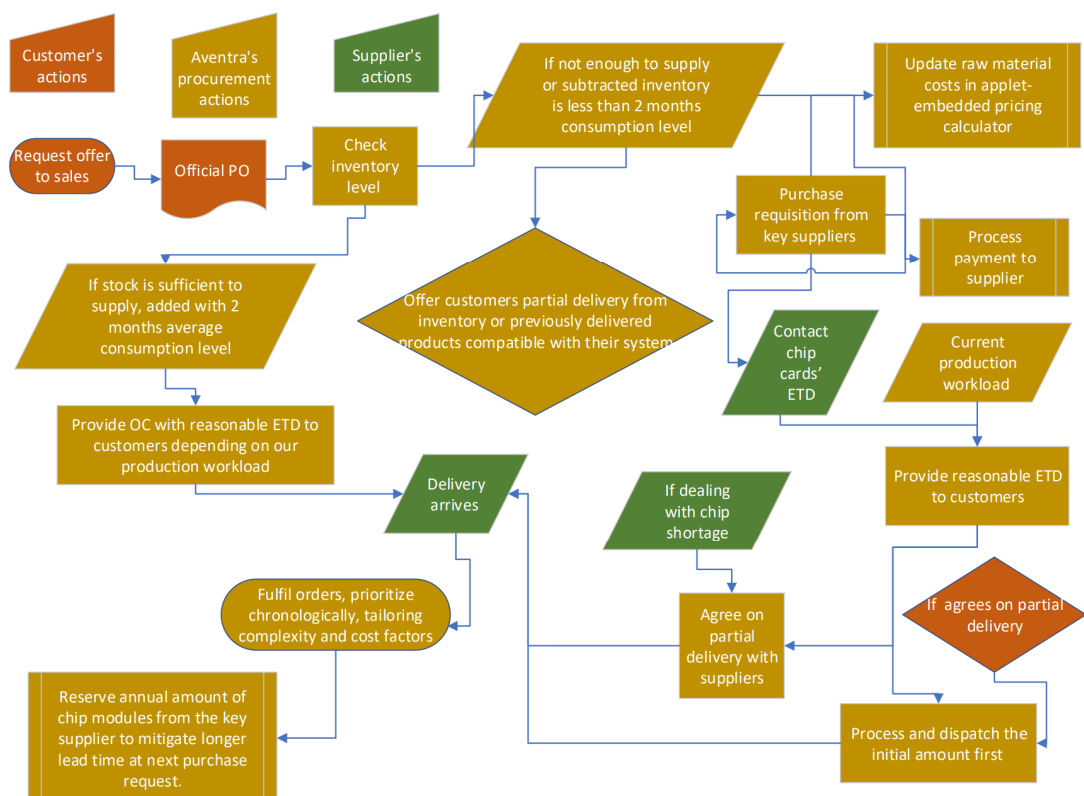 Customer's
actions
Aventra's
procurement
actions
Supplier's
actions
If not enough to supply
or subtracted inventory
is less than 2 months
consumption level
Update raw material
costs in applet-
embedded pricing
calculator
Request offer
to sales
Official PO
Check
inventory
level
Purchase
requisition from
key suppliers
Process
payment to
supplier
If stock is sufficient to
supply, added with 2
months average
consumption level
Offer customers partial delivery from
inventory or previously delivered
products compatible with their system
Contact
chip
cards’
ETD
Current
production
workload
Provide OC with reasonable ETD to
customers depending on our
production workload
Delivery
arrives
If dealing
with chip
shortage
Provide reasonable ETD
to customers
Fulfil orders, prioritize
chronologically, tailoring
complexity and cost factors
Agree on
partial
delivery with
suppliers
If agrees on partial
delivery
Reserve annual amount of
chip modules from the key
supplier to mitigate longer
lead time at next purchase
request.
Process and dispatch the
initial amount first